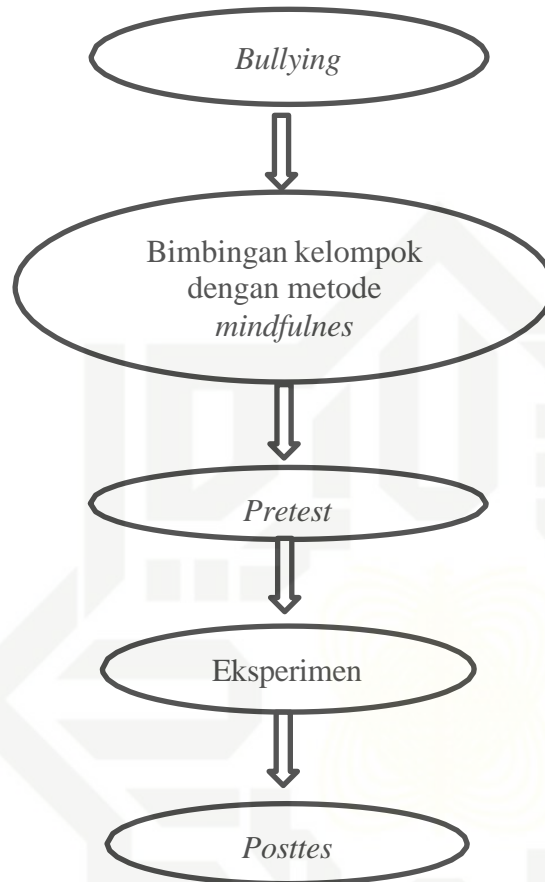 Bullying
Bimbingan kelompok
dengan metode
mindfulnes
Pretest
Eksperimen
Posttes